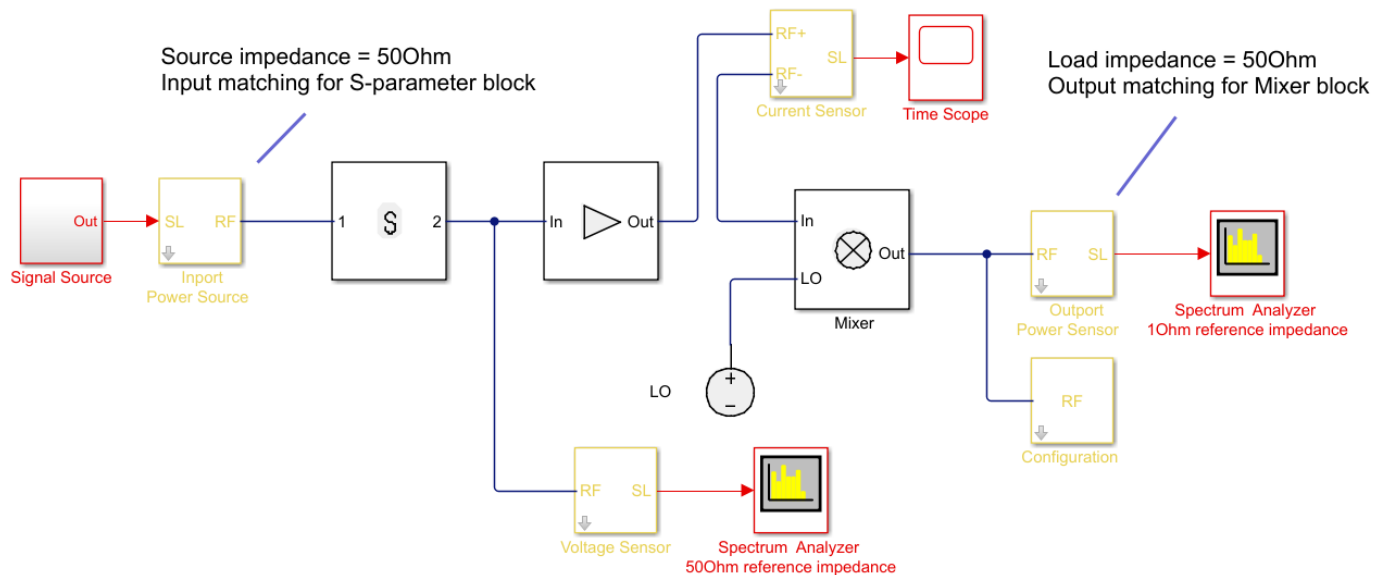 Source impedance = 50Ohm
Input matching for S-parameter block
RF+
RF-
SL
Current Sensor
Time Scope
Load impedance = 50Ohm
Output matching for Mixer block
Out
Signal Source
SL
RF
Inport
Power Source
1
S
2
In
Out
In
LO
Out
Mixer
RF
SL
Outport
Power Sensor
Spectrum Analyzer
1Ohm reference impedance
LO
+
−
RF
Configuration
RF
SL
Voltage Sensor
Spectrum Analyzer
50Ohm reference impedance